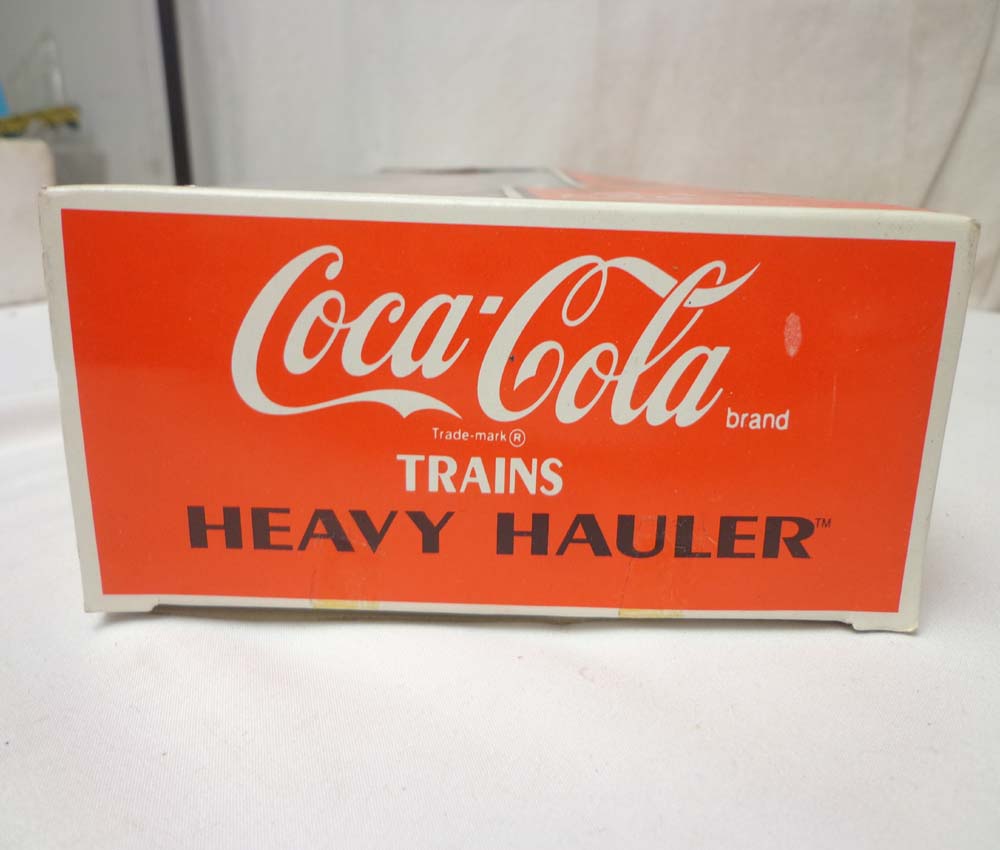 Coca-Cola brand
Trade-mark ®
TRAINS
HEAVY HAULER™